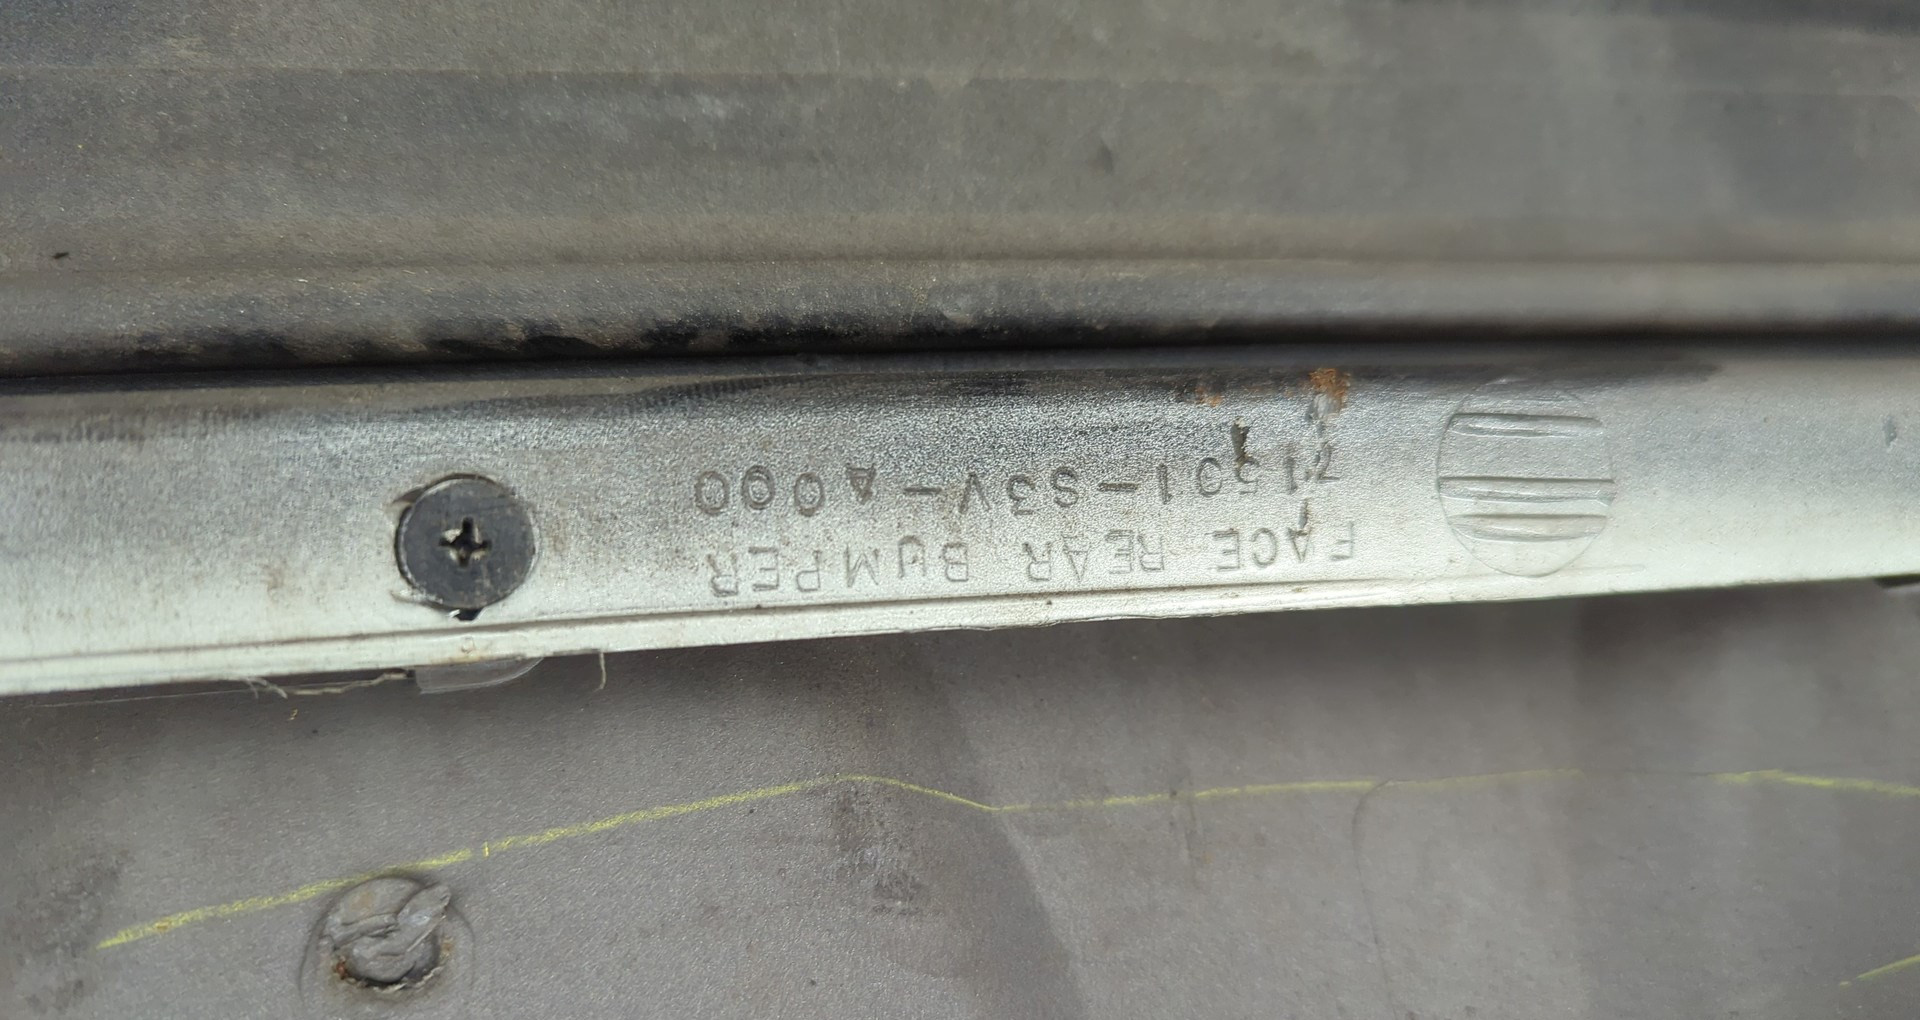 FACE REAR BUMPER
71501-S3V-A000